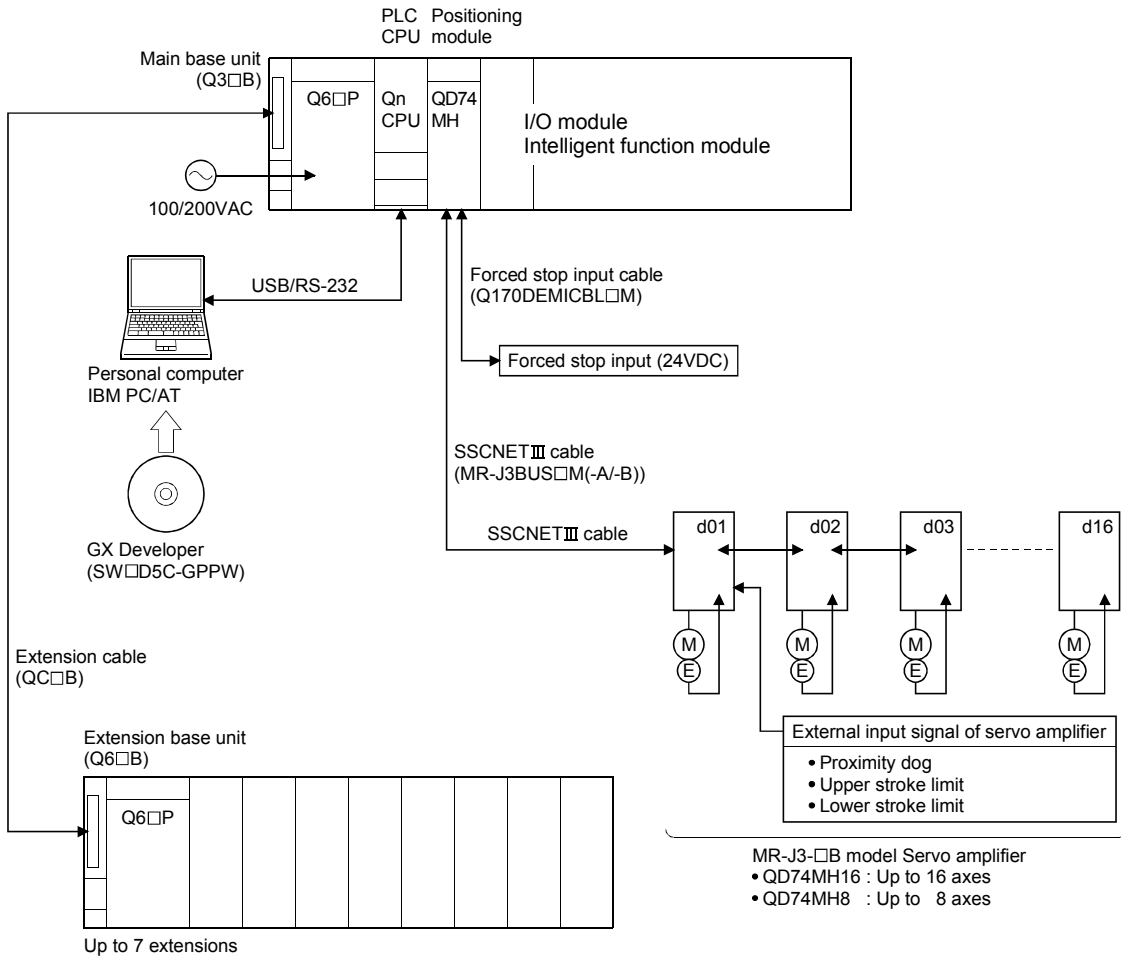 PLC Positioning
CPU module
Main base unit
(Q3□B)
Q6□P
Qn
CPU
QD74
MH
I/O module
Intelligent function module
100/200VAC
USB/RS-232
Forced stop input cable
(Q170DEMICBL□M)
Forced stop input (24VDC)
Personal computer
IBM PC/AT
SSCNETⅢ cable
(MR-J3BUS□M(-A/-B))
SSCNETⅢ cable
GX Developer
(SW□D5C-GPPW)
d01
d02
d03
d16
M
E
M
E
M
E
M
E
Extension cable
(QC□B)
External input signal of servo amplifier
• Proximity dog
• Upper stroke limit
• Lower stroke limit
Extension base unit
(Q6□B)
Q6□P
MR-J3-□B model Servo amplifier
• QD74MH16 : Up to 16 axes
• QD74MH8 : Up to 8 axes
Up to 7 extensions